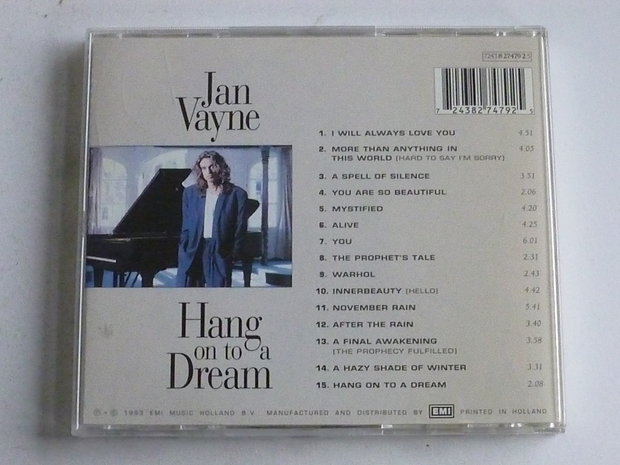 Jan
Vayne
7243 8 27479 2 5
7 24382 74792 5
1. I WILL ALWAYS LOVE YOU 4.51
2. MORE THAN ANYTHING IN 4.05
THIS WORLD (HARD TO SAY I'M SORRY)
3. A SPELL OF SILENCE 3.51
4. YOU ARE SO BEAUTIFUL 2.06
5. MYSTIFIED 4.20
6. ALIVE 4.25
7. YOU 6.01
8. THE PROPHET'S TALE 2.31
9. WARHOL 2.43
10. INNERBEAUTY (HELLO) 4.42
11. NOVEMBER RAIN 5.41
12. AFTER THE RAIN 3.40
13. A FINAL AWAKENING 3.58
(THE PROPHECY FULFILLED)
14. A HAZY SHADE OF WINTER 3.31
15. HANG ON TO A DREAM 2.08
Hang
on to a
Dream
℗ © 1993 EMI MUSIC HOLLAND B.V. MANUFACTURED AND DISTRIBUTED BY EMI PRINTED IN HOLLAND